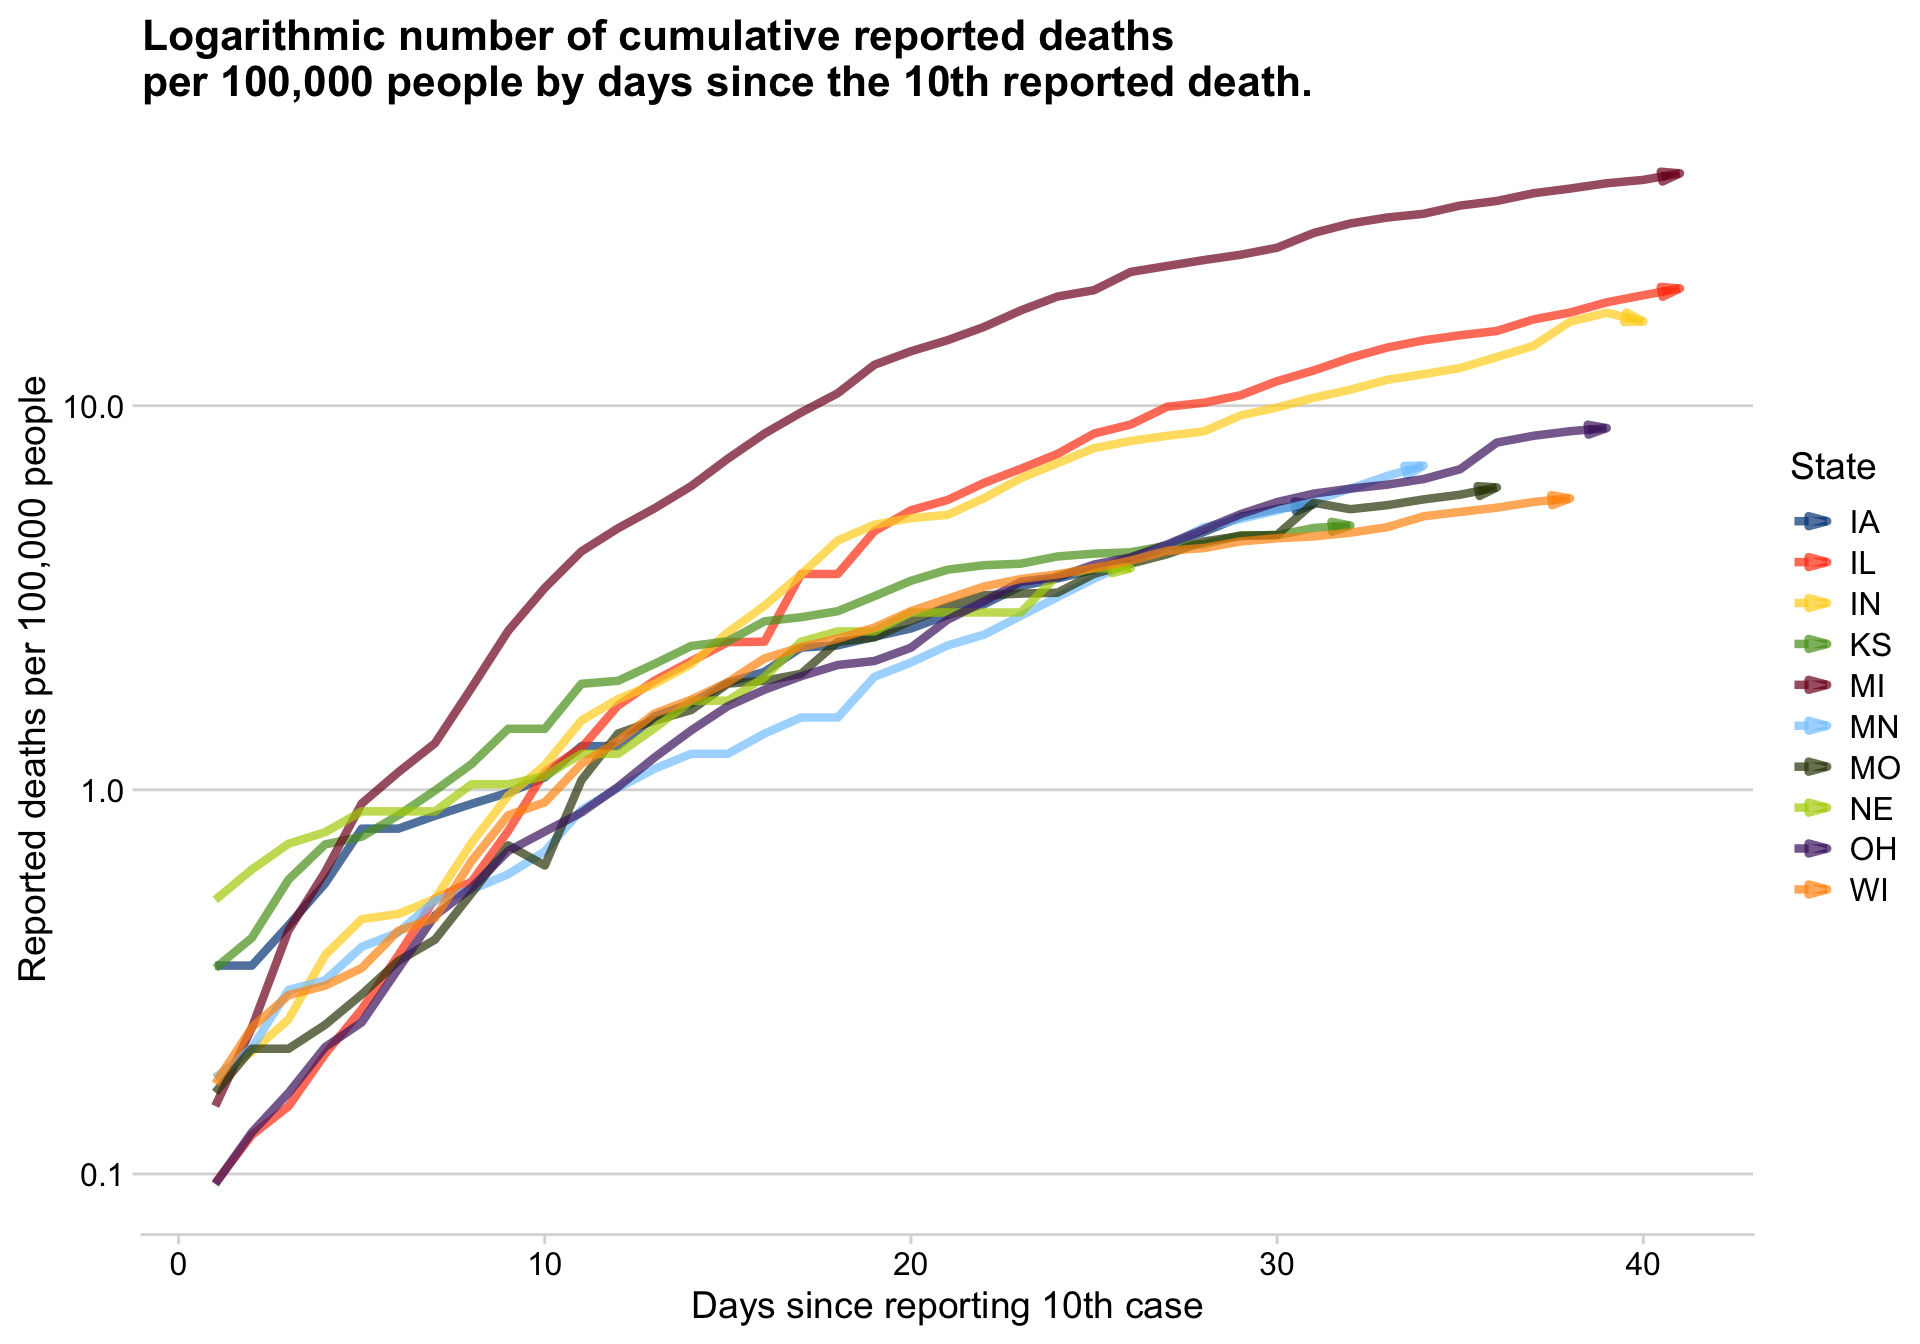 Logarithmic number of cumulative reported deaths
per 100,000 people by days since the 10th reported death.
Reported deaths per 100,000 people
10.0
1.0
0.1
0
10
20
30
40
Days since reporting 10th case
State
IA
IL
IN
KS
MI
MN
MO
NE
OH
WI